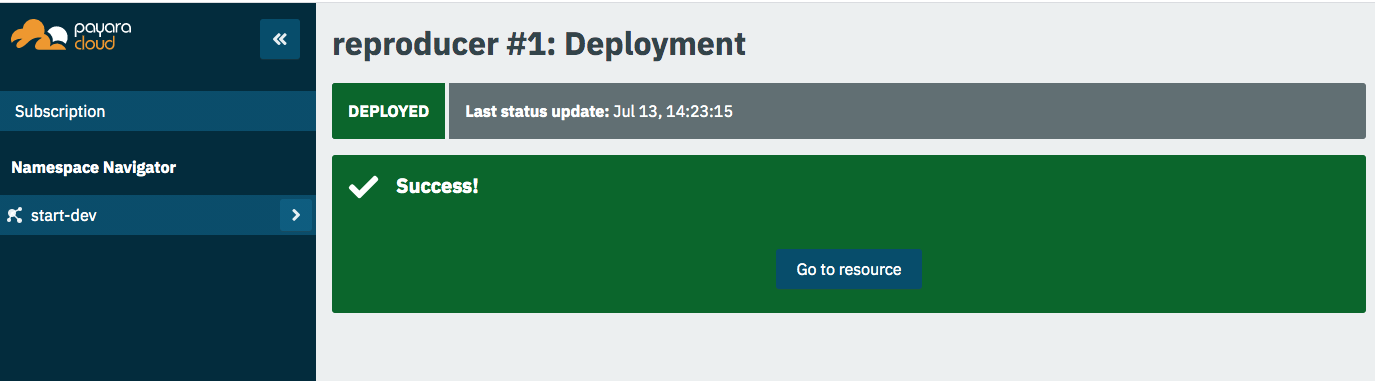 payara
cloud
Subscription
Namespace Navigator
start-dev
reproducer #1: Deployment
DEPLOYED
Last status update: Jul 13, 14:23:15
Success!
Go to resource